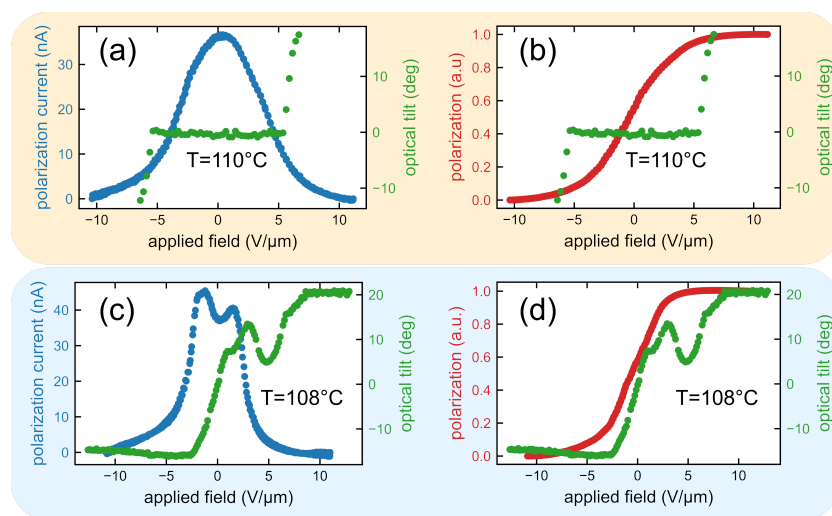 (a)
polarization current (nA)
30
20
10
0
10
0
−10
optical tilt (deg)
T=110°C
−10
−5
0
5
10
applied field (V/μm)
(b)
polarization (a.u)
1.0
0.8
0.6
0.4
0.2
0.0
10
0
−10
optical tilt (deg)
T=110°C
−10
−5
0
5
10
applied field (V/μm)
(c)
polarization current (nA)
40
30
20
10
0
20
10
0
−10
optical tilt (deg)
T=108°C
−10
−5
0
5
10
applied field (V/μm)
(d)
polarization (a.u.)
1.0
0.8
0.6
0.4
0.2
0.0
20
10
0
−10
optical tilt (deg)
T=108°C
−10
−5
0
5
10
applied field (V/μm)